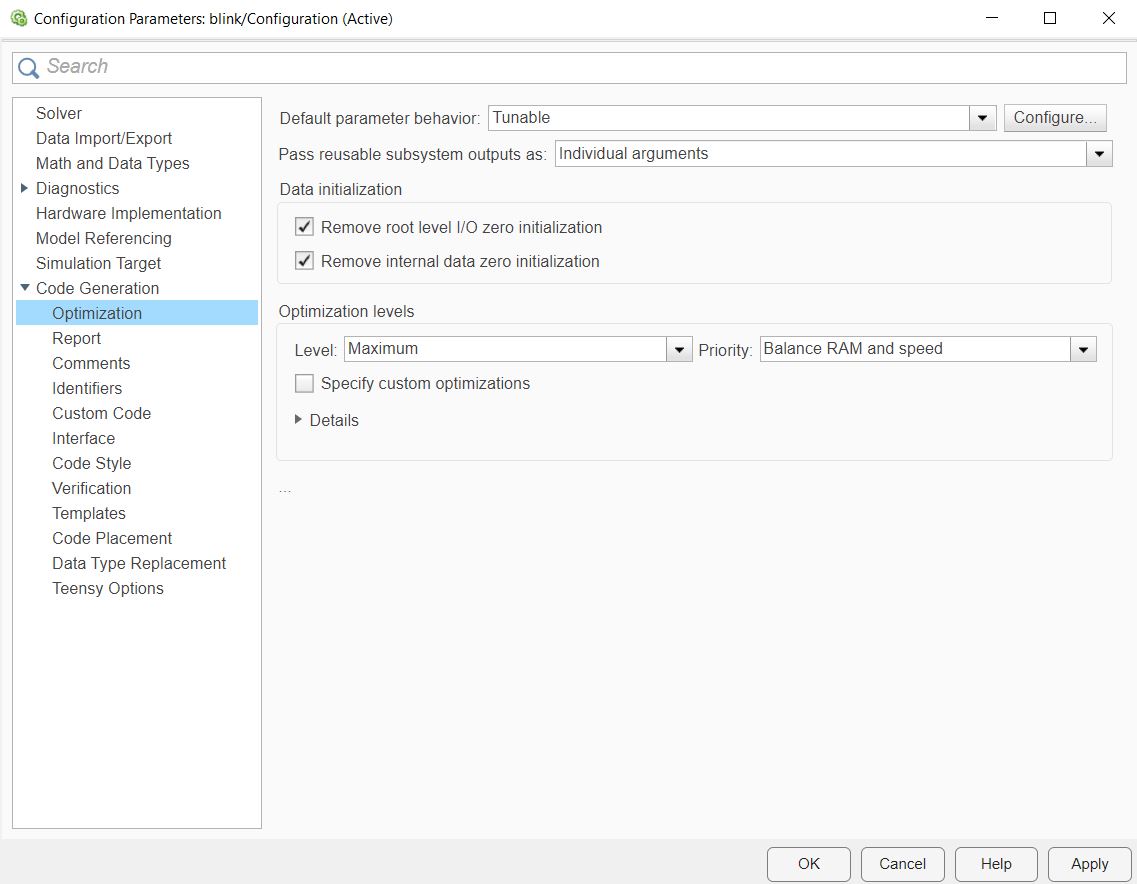 Configuration Parameters: blink/Configuration (Active)
Search
Solver
Data Import/Export
Math and Data Types
Diagnostics
Hardware Implementation
Model Referencing
Simulation Target
Code Generation
Optimization
Report
Comments
Identifiers
Custom Code
Interface
Code Style
Verification
Templates
Code Placement
Data Type Replacement
Teensy Options
Default parameter behavior: Tunable Configure...
Pass reusable subsystem outputs as: Individual arguments
Data initialization
Remove root level I/O zero initialization
Remove internal data zero initialization
Optimization levels
Level: Maximum Priority: Balance RAM and speed
Specify custom optimizations
Details
...
OK Cancel Help Apply